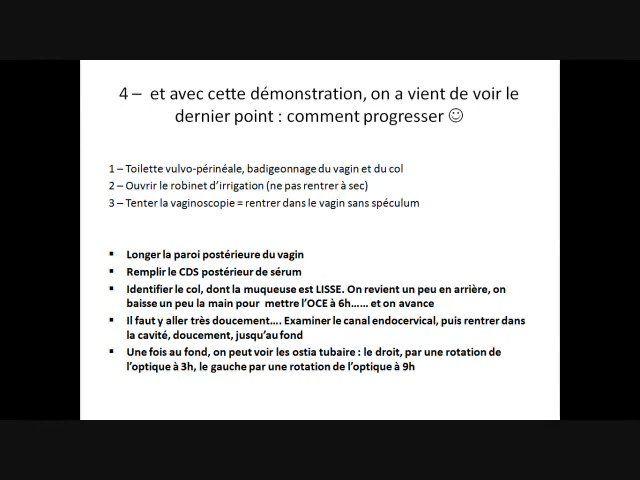 4 – et avec cette démonstration, on a vient de voir le
dernier point : comment progresser ☺
1 – Toilette vulvo-périnéale, badigeonnage du vagin et du col
2 – Ouvrir le robinet d'irrigation (ne pas rentrer à sec)
3 – Tenter la vaginoscopie = rentrer dans le vagin sans spéculum
▪ Longer la paroi postérieure du vagin
▪ Remplir le CDS postérieur de sérum
▪ Identifier le col, dont la muqueuse est LISSE. On revient un peu en arrière, on
baisse un peu la main pour mettre l'OCE à 6h...... et on avance
▪ Il faut y aller très doucement.... Examiner le canal endocervical, puis rentrer dans
la cavité, doucement, jusqu'au fond
▪ Une fois au fond, on peut voir les ostia tubaire : le droit, par une rotation de
l'optique à 3h, le gauche par une rotation de l'optique à 9h